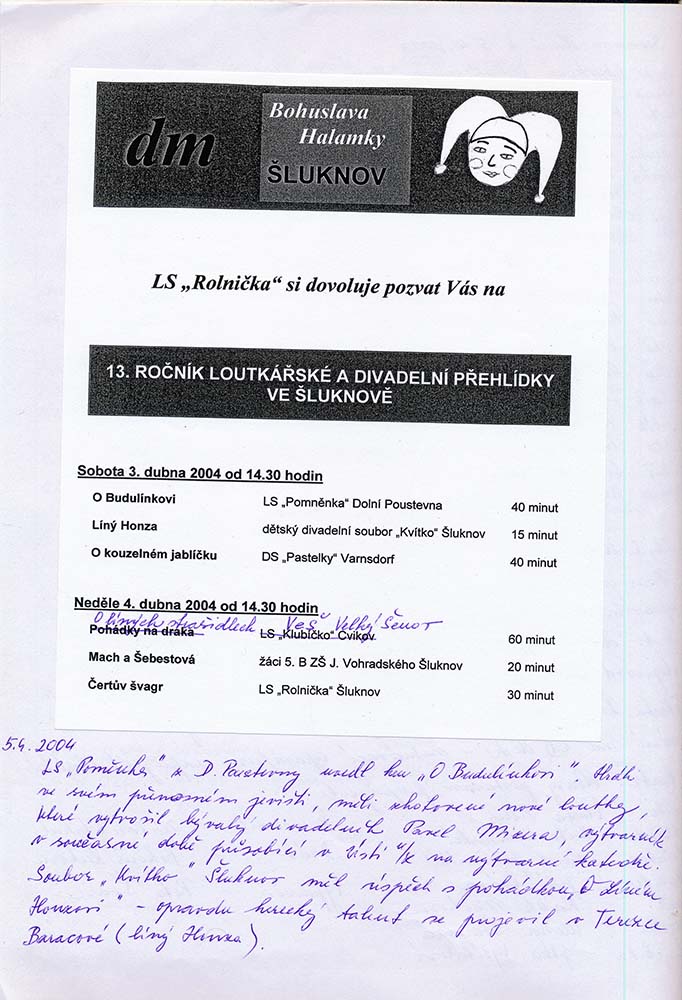 dm
Bohuslava
Halamky
ŠLUKNOV
LS „Rolnička“ si dovoluje pozvat Vás na
13. ROČNÍK LOUTKÁŘSKÉ A DIVADELNÍ PŘEHLÍDKY
VE ŠLUKNOVĚ
Sobota 3. dubna 2004 od 14.30 hodin
O Budulínkovi LS „Pomněnka“ Dolní Poustevna 40 minut
Líný Honza dětský divadelní soubor „Kvítko“ Šluknov 15 minut
O kouzelném jablíčku DS „Pastelky“ Varnsdorf 40 minut
Neděle 4. dubna 2004 od 14.30 hodin
O líných strašidlech „Veš“ Velký Šenov
Pohádky na draka LS „Klubíčko“ Cvikov 60 minut
Mach a Šebestová žáci 5. B ZŠ J. Vohradského Šluknov 20 minut
Čertův švagr LS „Rolnička“ Šluknov 30 minut
5.4. 2004
LS „Pomněnka“ z D. Poustevny uvedl hru „O Budulínkovi“. Hráli
ve svém přenosném jevišti, měli zhotovené nové loutky,
které vytvořil bývalý divadelník Pavel Mizera, výtvarník
v současné době působící v Ústí n/L na výtvarné katedře.
Soubor „Kvítko“ Šluknov měl úspěch s pohádkou „O Líném
Honzovi“ – opravdu herecký talent se projevil v Tereze
Baracové (líný Honza).